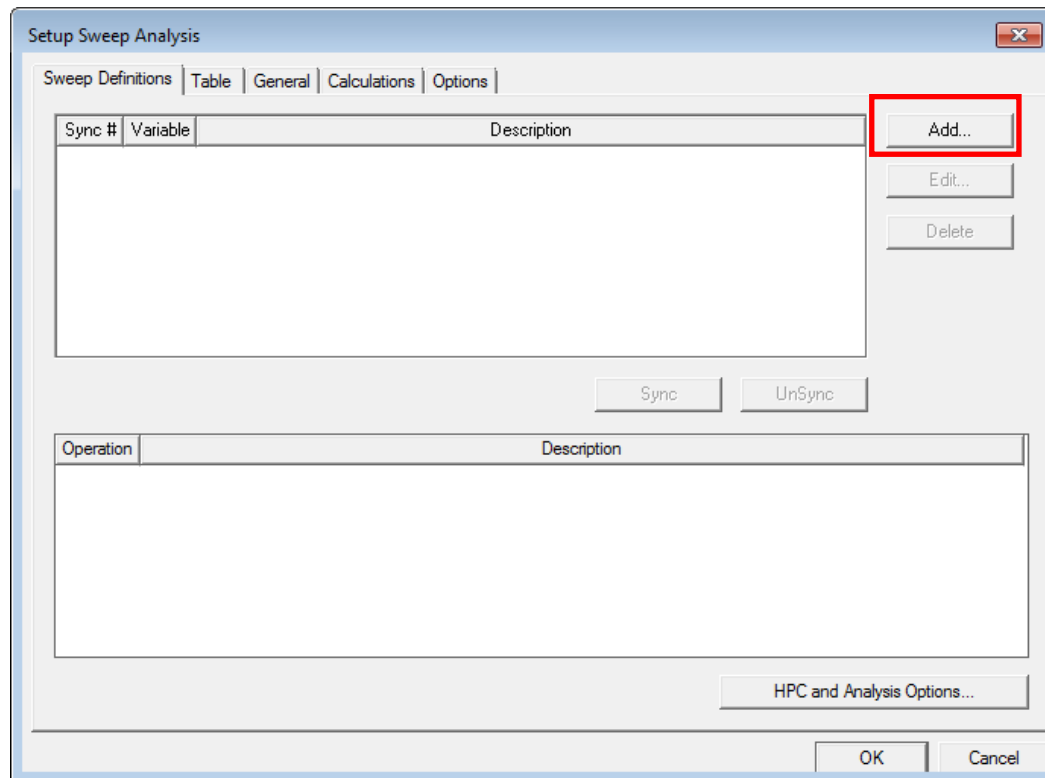 Setup Sweep Analysis
Sweep Definitions Table General Calculations Options
Sync # Variable Description
Add...
Edit...
Delete
Sync UnSync
Operation Description
HPC and Analysis Options...
OK Cancel